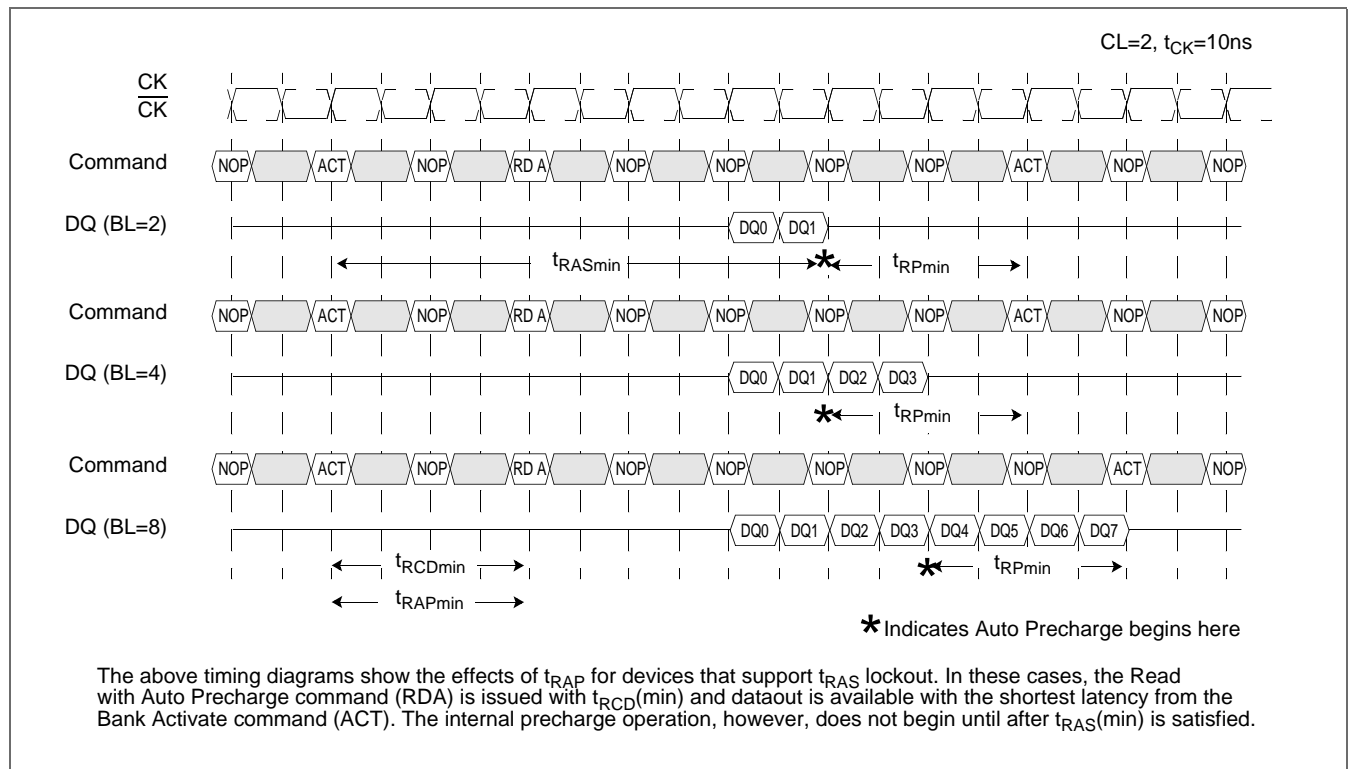 CL=2, tCK=10ns
CK
CK
Command NOP ACT NOP RD A NOP NOP NOP NOP ACT NOP NOP
DQ (BL=2) DQ0 DQ1
tRASmin * tRPmin
Command NOP ACT NOP RD A NOP NOP NOP NOP ACT NOP NOP
DQ (BL=4) DQ0 DQ1 DQ2 DQ3
* tRPmin
Command NOP ACT NOP RD A NOP NOP NOP NOP NOP ACT NOP
DQ (BL=8) DQ0 DQ1 DQ2 DQ3 DQ4 DQ5 DQ6 DQ7
tRCDmin * tRPmin
tRAPmin
* Indicates Auto Precharge begins here
The above timing diagrams show the effects of tRAP for devices that support tRAS lockout. In these cases, the Read
with Auto Precharge command (RDA) is issued with tRCD(min) and dataout is available with the shortest latency from the
Bank Activate command (ACT). The internal precharge operation, however, does not begin until after tRAS(min) is satisfied.